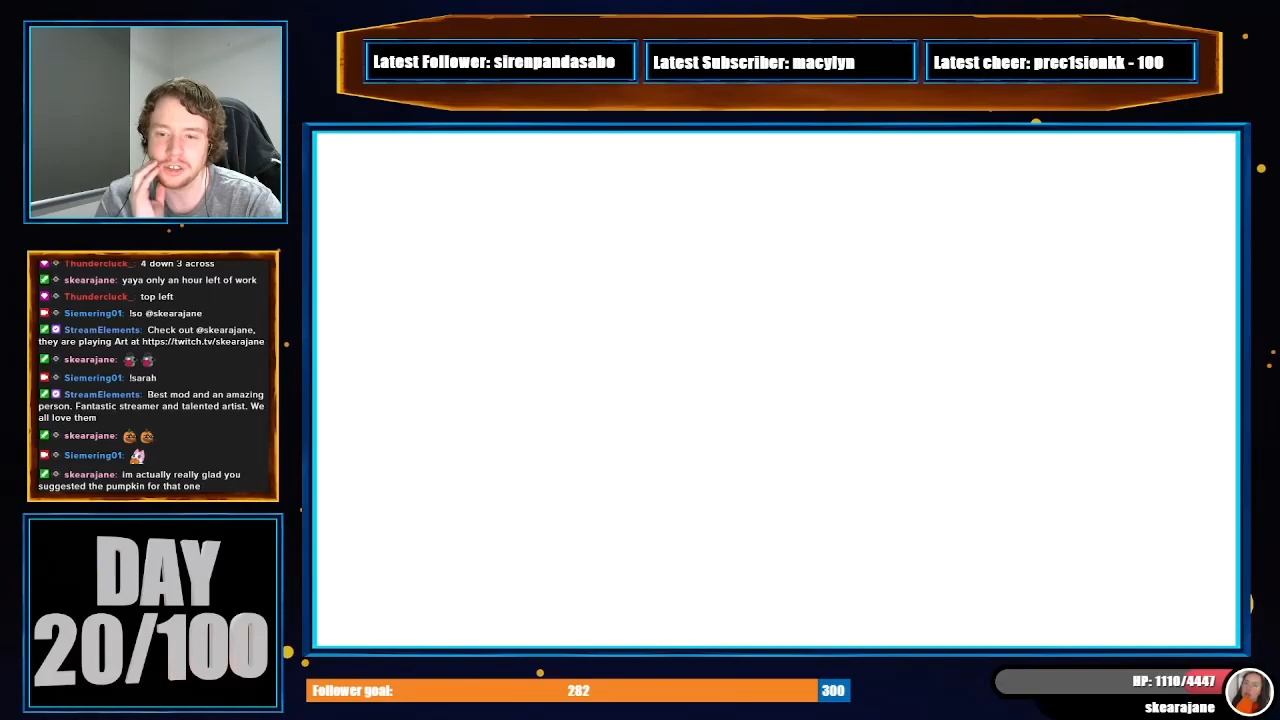 Latest Follower: sirenpandasabo
Latest Subscriber: macylyn
Latest cheer: prec1sionkk - 100
Thundercluck_: 4 down 3 across
skearajane: yaya only an hour left of work
Thundercluck_: top left
Siemering01: !so @skearajane
StreamElements: Check out @skearajane,
they are playing Art at https://twitch.tv/skearajane
skearajane:
Siemering01: !sarah
StreamElements: Best mod and an amazing
person. Fantastic streamer and talented artist. We
all love them
skearajane:
Siemering01:
skearajane: im actually really glad you
suggested the pumpkin for that one
DAY
20/100
Follower goal: 282 300
HP: 1110/4447
skearajane